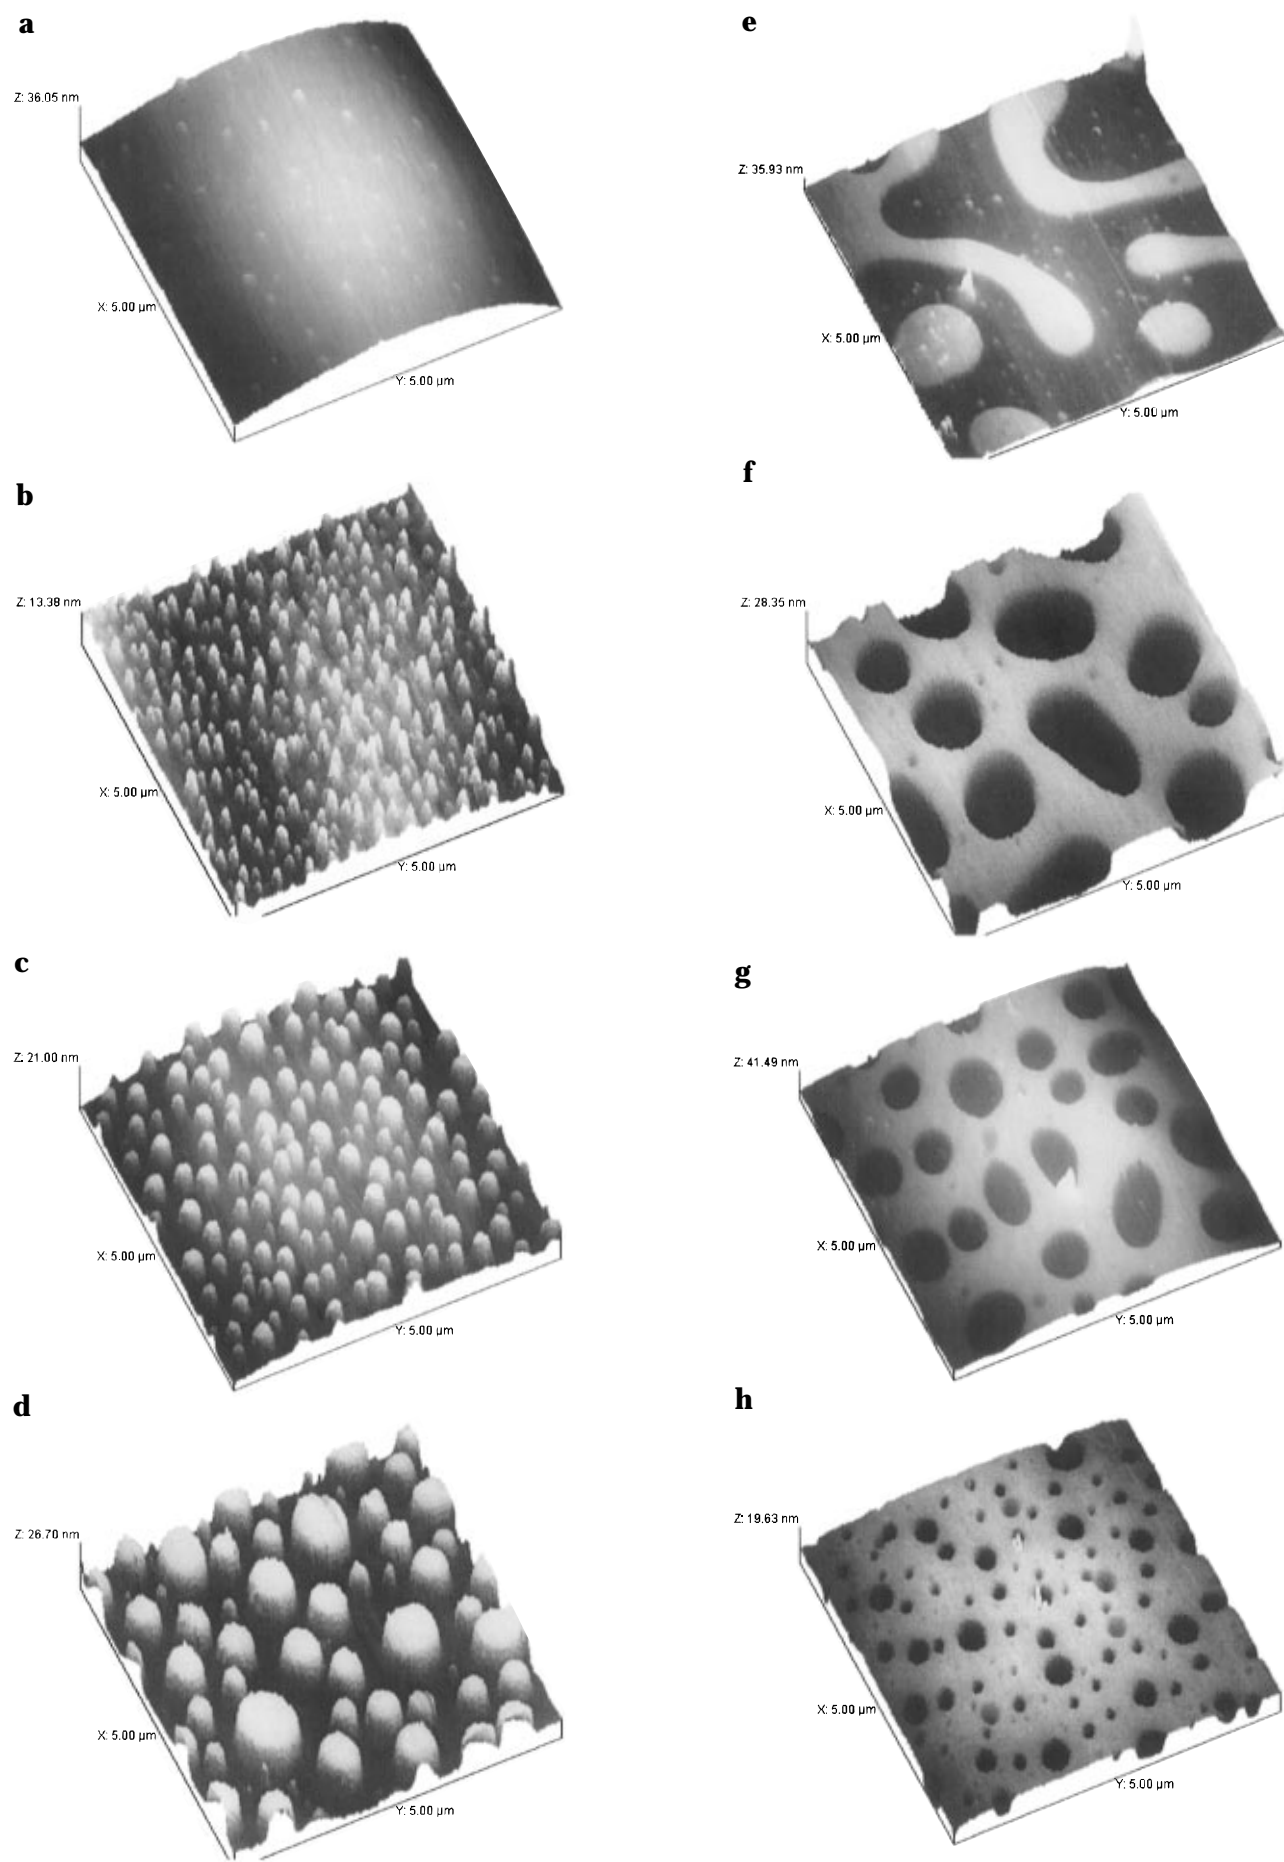 a
Z: 36.05 nm
X: 5.00 µm
Y: 5.00 µm
b
Z: 13.38 nm
X: 5.00 µm
Y: 5.00 µm
c
Z: 21.00 nm
X: 5.00 µm
Y: 5.00 µm
d
Z: 26.70 nm
X: 5.00 µm
Y: 5.00 µm
e
Z: 35.93 nm
X: 5.00 µm
Y: 5.00 µm
f
Z: 28.35 nm
X: 5.00 µm
Y: 5.00 µm
g
Z: 41.49 nm
X: 5.00 µm
Y: 5.00 µm
h
Z: 19.63 nm
X: 5.00 µm
Y: 5.00 µm